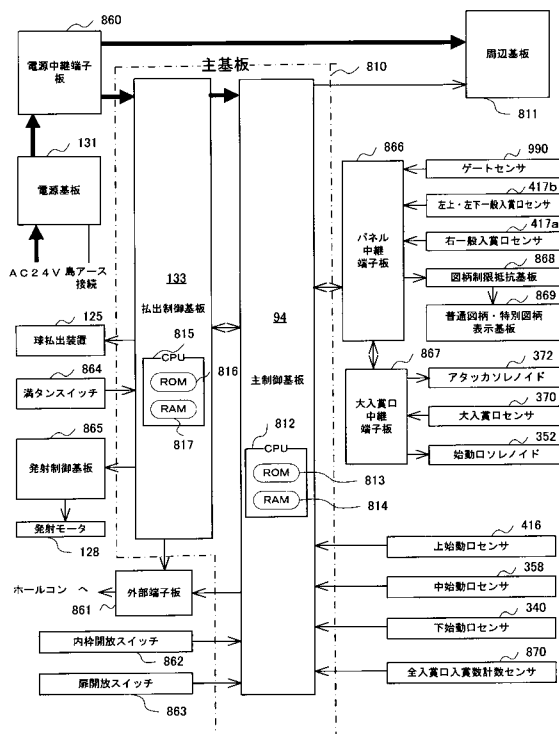 860
電源中継端子
板
主基板
810
周辺基板
811
131
電源基板
AC24V 島アース
接続
133
払出制御基板
815
CPU
ROM
816
RAM
817
94
主制御基板
812
CPU
ROM
813
RAM
814
866
パネル
中継
端子板
990
ゲートセンサ
417b
左上・左下一般入賞口センサ
417a
右一般入賞口センサ
868
図柄制限抵抗基板
869
普通図柄・特別図柄
表示基板
867
大入賞口
中継
端子板
372
アタッカソレノイド
370
大入賞口センサ
352
始動口ソレノイド
125
球払出装置
864
満タンスイッチ
865
発射制御基板
発射モータ
128
ホールコン へ
外部端子板
861
内枠開放スイッチ
862
扉開放スイッチ
863
416
上始動口センサ
358
中始動口センサ
340
下始動口センサ
870
全入賞口入賞数計数センサ